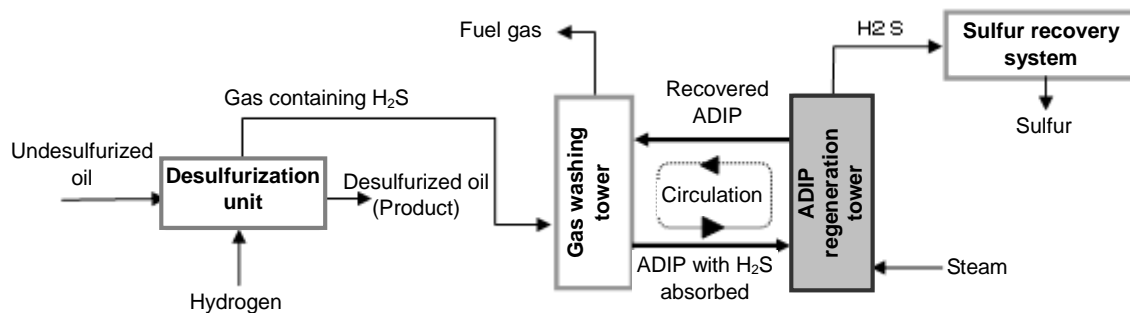 Fuel gas
H2 S
Sulfur recovery
system
Sulfur
Recovered
ADIP
Gas containing H₂S
Undesulfurized
oil
Desulfurization
unit
Desulfurized oil
(Product)
Hydrogen
Gas washing
tower
Circulation
ADIP with H₂S
absorbed
ADIP
regeneration
tower
Steam